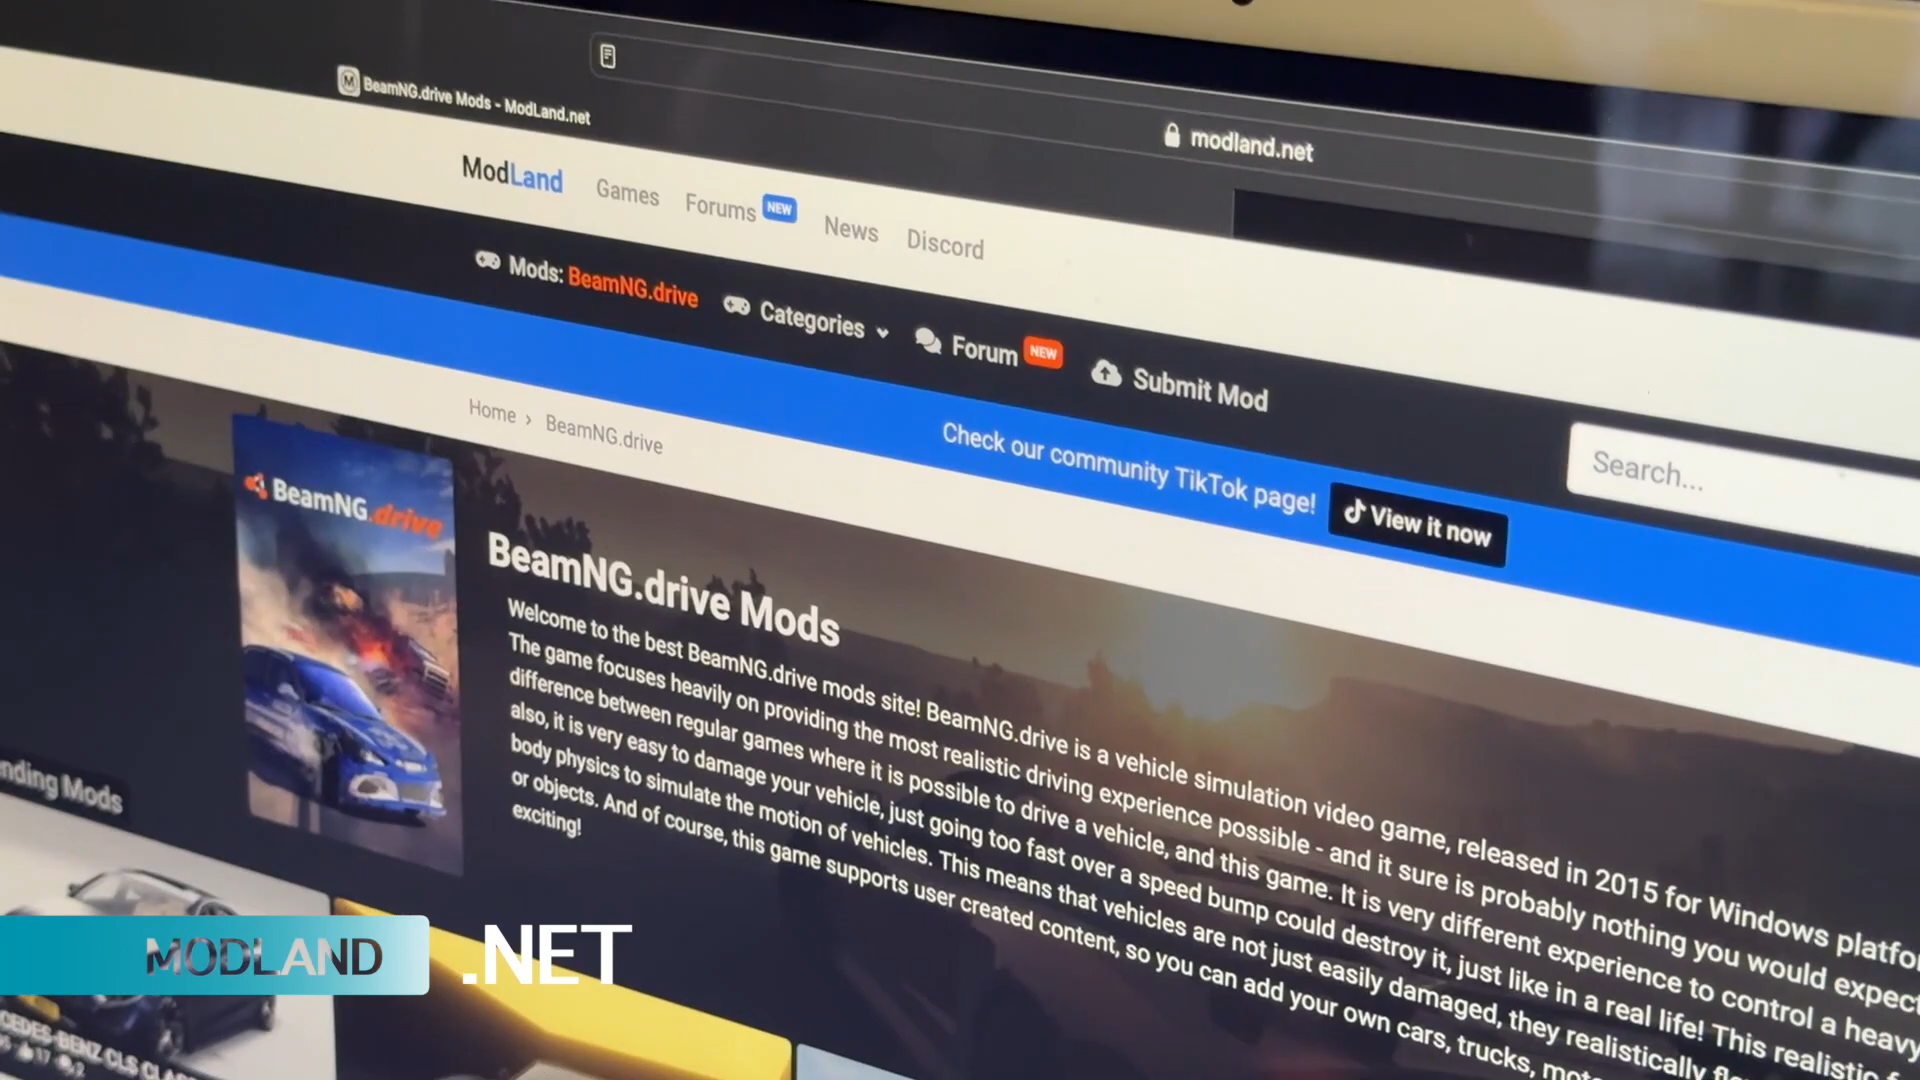 BeamNG.drive Mods - ModLand.net
modland.net
ModLand Games Forums NEW News Discord
Mods: BeamNG.drive Categories Forum NEW Submit Mod
Search...
Check our community TikTok page! View it now
Home › BeamNG.drive
BeamNG.drive
BeamNG.drive Mods
Welcome to the best BeamNG.drive mods site! BeamNG.drive is a vehicle simulation video game, released in 2015 for Windows platfo
The game focuses heavily on providing the most realistic driving experience possible - and it sure is probably nothing you would expect
difference between regular games where it is possible to drive a vehicle, and this game. It is very different experience to control a heavy
also, it is very easy to damage your vehicle, just going too fast over a speed bump could destroy it, just like in a real life! This realistic
body physics to simulate the motion of vehicles. This means that vehicles are not just easily damaged, they realistically
or objects. And of course, this game supports user created content, so you can add your own cars, trucks,
exciting!
nding Mods
MODLAND .NET
CEDES-BENZ CLS CLA
17 2